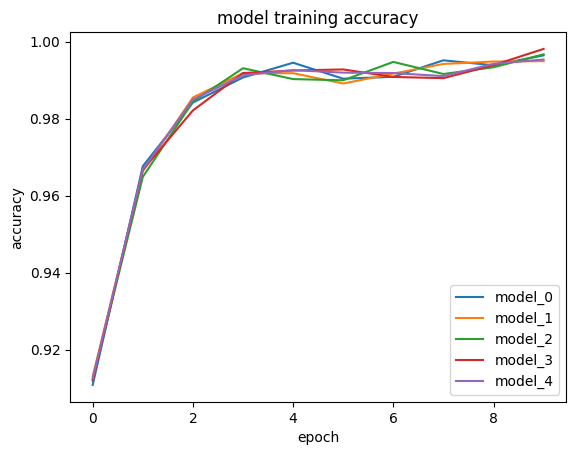 model training accuracy
1.00
0.98
0.96
0.94
0.92
accuracy
0
2
4
6
8
epoch
model_0
model_1
model_2
model_3
model_4